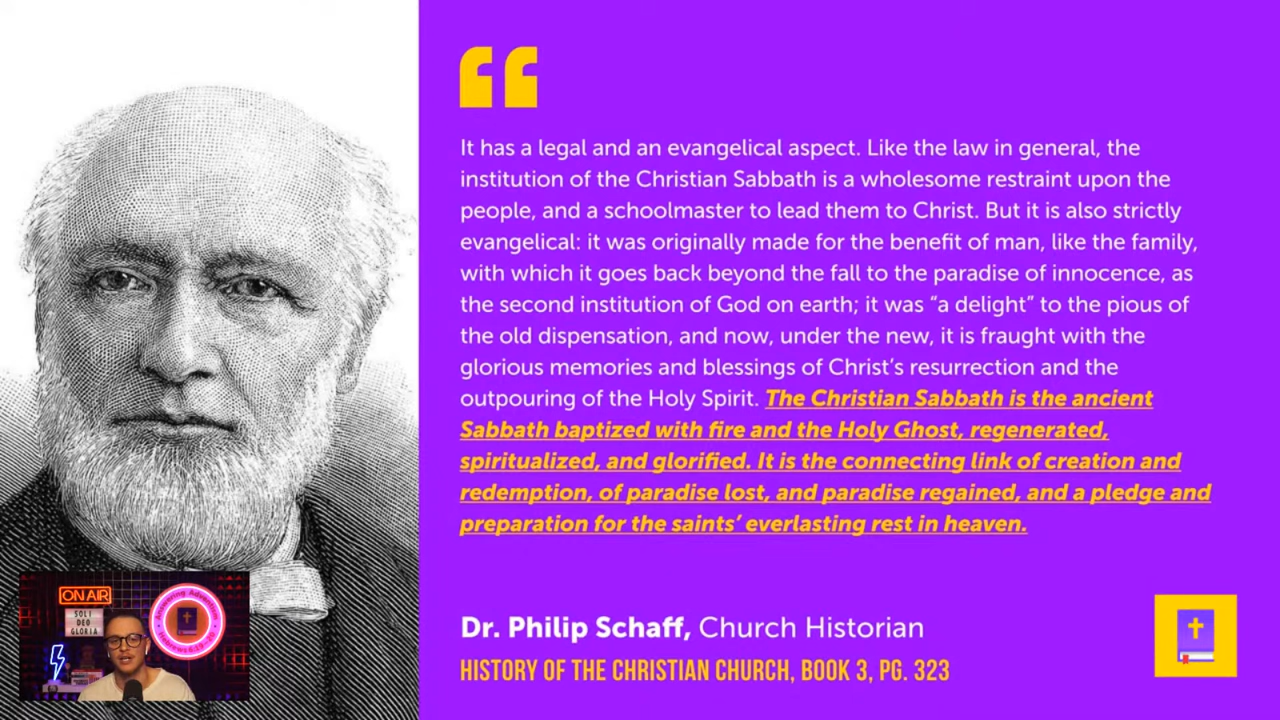 It has a legal and an evangelical aspect. Like the law in general, the
institution of the Christian Sabbath is a wholesome restraint upon the
people, and a schoolmaster to lead them to Christ. But it is also strictly
evangelical: it was originally made for the benefit of man, like the family,
with which it goes back beyond the fall to the paradise of innocence, as
the second institution of God on earth; it was “a delight” to the pious of
the old dispensation, and now, under the new, it is fraught with the
glorious memories and blessings of Christ’s resurrection and the
outpouring of the Holy Spirit. The Christian Sabbath is the ancient
Sabbath baptized with fire and the Holy Ghost, regenerated,
spiritualized, and glorified. It is the connecting link of creation and
redemption, of paradise lost, and paradise regained, and a pledge and
preparation for the saints’ everlasting rest in heaven.
Dr. Philip Schaff, Church Historian
HISTORY OF THE CHRISTIAN CHURCH, BOOK 3, PG. 323
ON AIR
SOLI
DEO
GLORIA
Answering Adventism